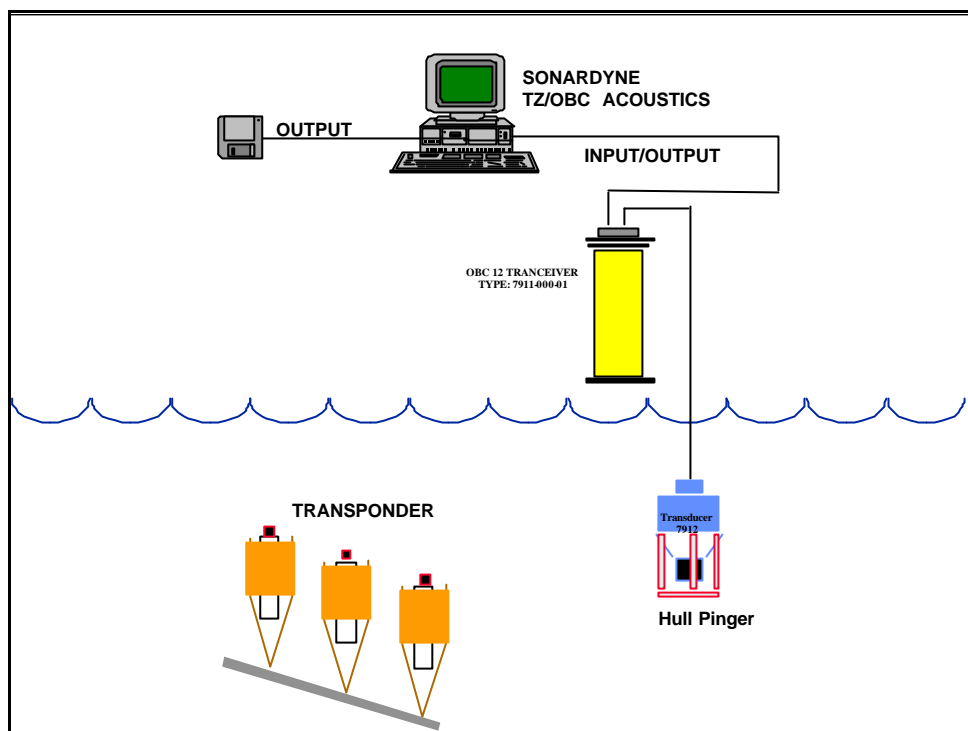 SONARDYNE
TZ/OBC ACOUSTICS
OUTPUT
INPUT/OUTPUT
OBC 12 TRANCEIVER
TYPE: 7911-000-01
TRANSPONDER
Transducer
7912
Hull Pinger